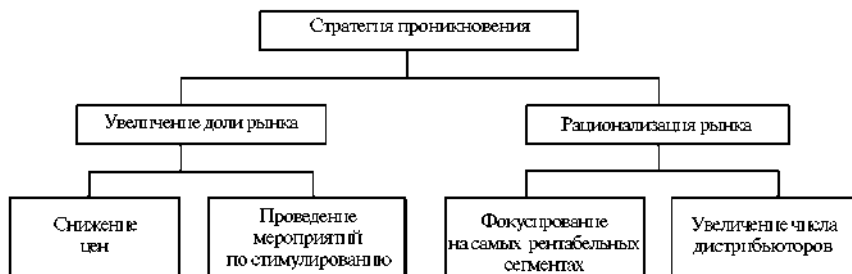 Стратегия проникновения
Увеличение доли рынка
Рационализация рынка
Снижение
цен
Проведение
мероприятий
по стимулированию
Фокусирование
на самых рентабельных
сегментах
Увеличение числа
дистрибьюторов